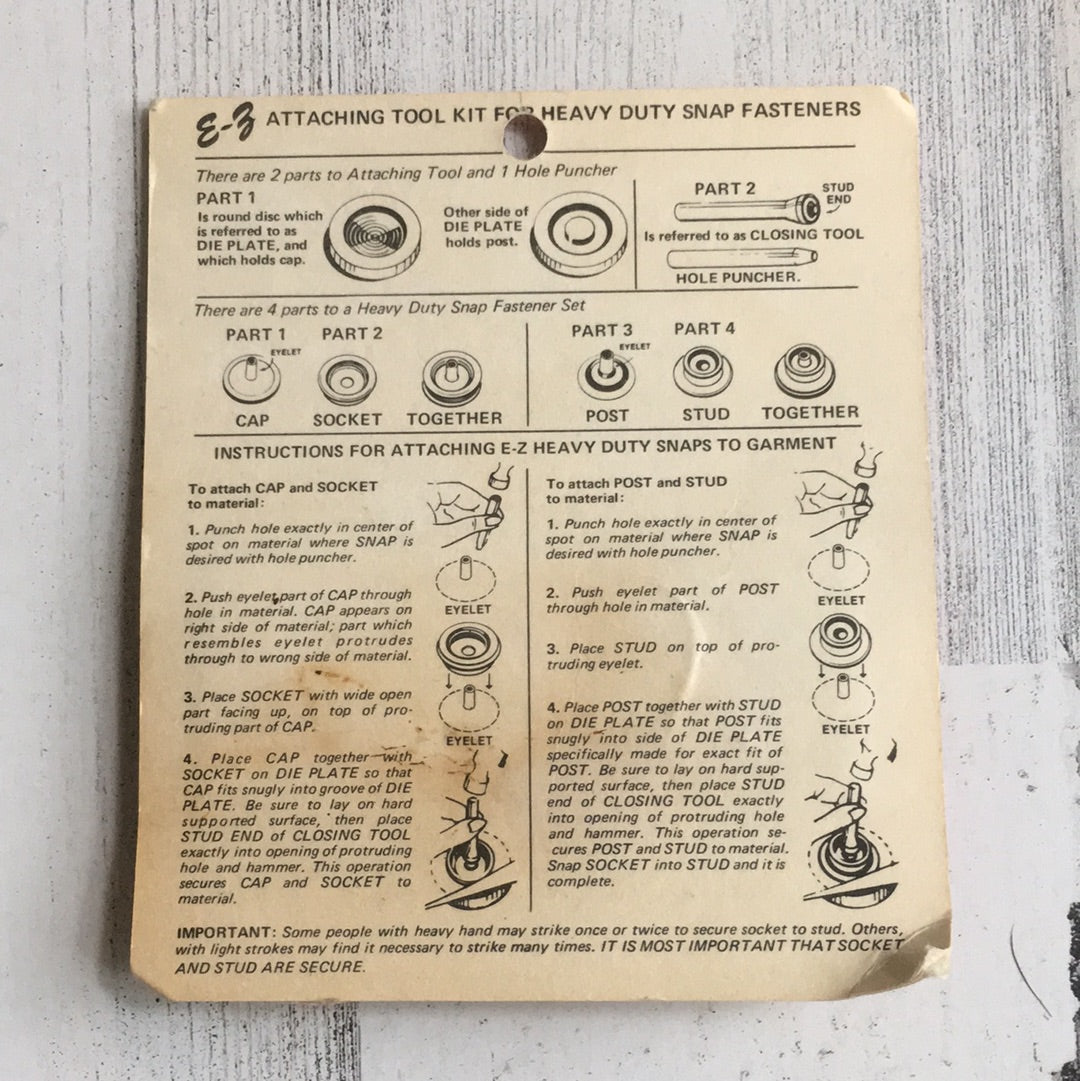 E-Z ATTACHING TOOL KIT FOR HEAVY DUTY SNAP FASTENERS
There are 2 parts to Attaching Tool and 1 Hole Puncher
PART 1
Is round disc which
is referred to as
DIE PLATE, and
which holds cap.
Other side of
DIE PLATE
holds post.
PART 2
STUD
END
Is referred to as CLOSING TOOL
HOLE PUNCHER.
There are 4 parts to a Heavy Duty Snap Fastener Set
PART 1 PART 2
EYELET
CAP SOCKET TOGETHER
PART 3 PART 4
EYELET
POST STUD TOGETHER
INSTRUCTIONS FOR ATTACHING E-Z HEAVY DUTY SNAPS TO GARMENT
To attach CAP and SOCKET
to material:
1. Punch hole exactly in center of
spot on material where SNAP is
desired with hole puncher.
2. Push eyelet part of CAP through
hole in material. CAP appears on
right side of material; part which
resembles eyelet protrudes
through to wrong side of material.
EYELET
3. Place SOCKET with wide open
part facing up, on top of pro-
truding part of CAP.
EYELET
4. Place CAP together with
SOCKET on DIE PLATE so that
CAP fits snugly into groove of DIE
PLATE. Be sure to lay on hard
supported surface, then place
STUD END of CLOSING TOOL
exactly into opening of protruding
hole and hammer. This operation
secures CAP and SOCKET to
material.
To attach POST and STUD
to material:
1. Punch hole exactly in center of
spot on material where SNAP is
desired with hole puncher.
2. Push eyelet part of POST
through hole in material.
EYELET
3. Place STUD on top of pro-
truding eyelet.
EYELET
4. Place POST together with STUD
on DIE PLATE so that POST fits
snugly into side of DIE PLATE
specifically made for exact fit of
POST. Be sure to lay on hard sup-
ported surface, then place STUD
end of CLOSING TOOL exactly
into opening of protruding hole
and hammer. This operation se-
cures POST and STUD to material.
Snap SOCKET into STUD and it is
complete.
IMPORTANT: Some people with heavy hand may strike once or twice to secure socket to stud. Others,
with light strokes may find it necessary to strike many times. IT IS MOST IMPORTANT THAT SOCKET
AND STUD ARE SECURE.